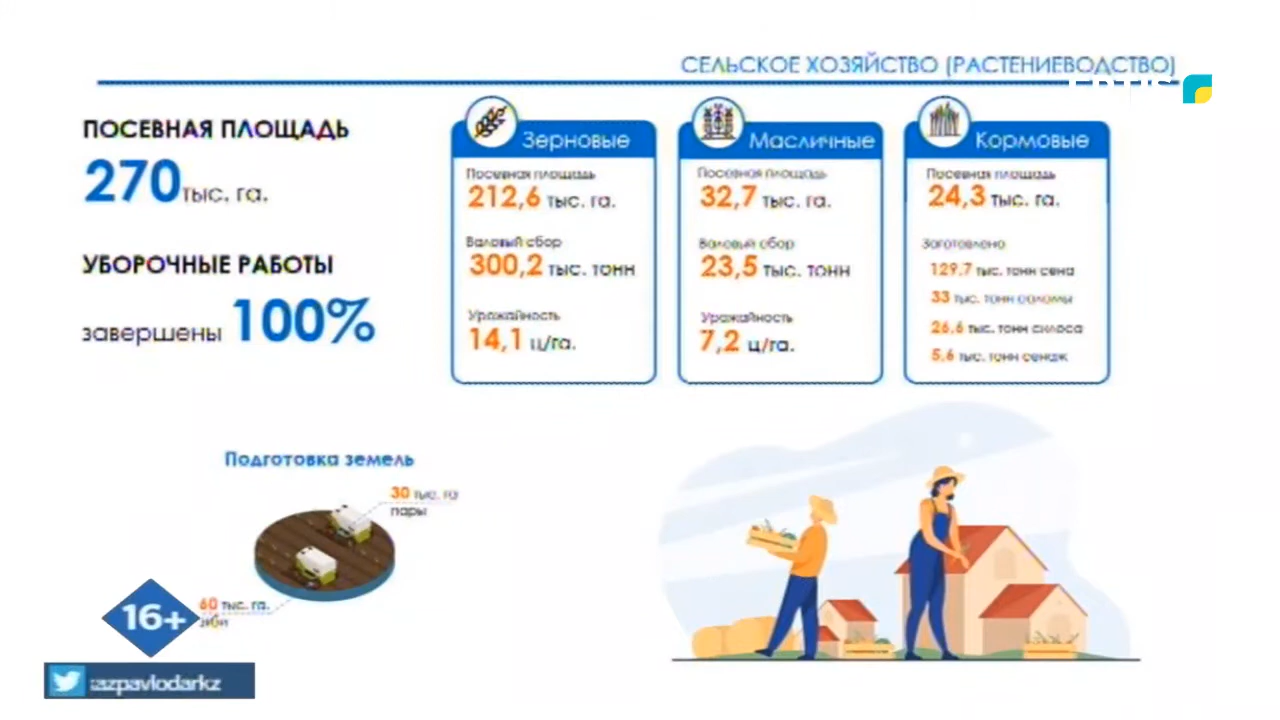 СЕЛЬСКОЕ ХОЗЯЙСТВО (РАСТЕНИЕВОДСТВО)
ПОСЕВНАЯ ПЛОЩАДЬ
270 тыс. га.
УБОРОЧНЫЕ РАБОТЫ
завершены 100%
Зерновые
Посевная площадь
212,6 тыс. га.
Валовый сбор
300,2 тыс. тонн
Урожайность
14,1 ц/га.
Масличные
Посевная площадь
32,7 тыс. га.
Валовый сбор
23,5 тыс. тонн
Урожайность
7,2 ц/га.
Кормовые
Посевная площадь
24,3 тыс. га.
Заготовлено
129,7 тыс. тонн сена
33 тыс. тонн соломы
26,6 тыс. тонн силоса
5,6 тыс. тонн сенаж
Подготовка земель
30 тыс. га
пары
60 тыс. га.
16+
azpavlodarkz